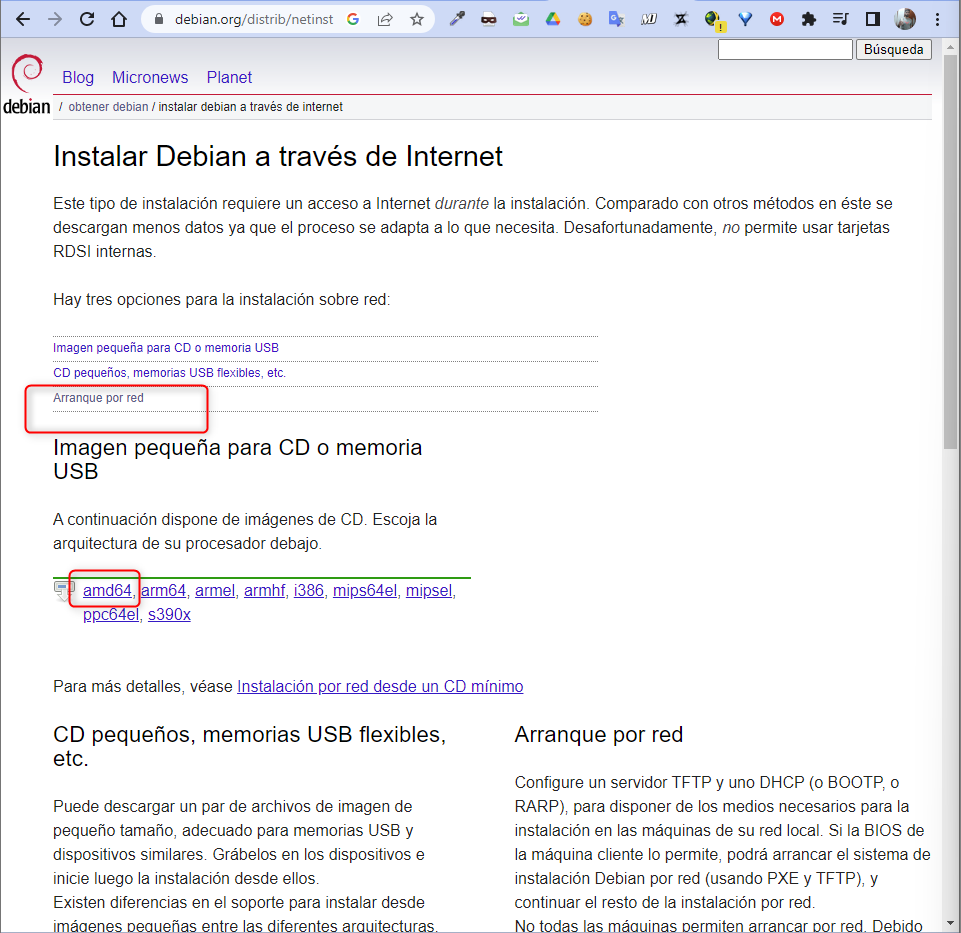 debian.org/distrib/netinst
Búsqueda
debian
Blog Micronews Planet
/ obtener debian / instalar debian a través de internet
Instalar Debian a través de Internet
Este tipo de instalación requiere un acceso a Internet durante la instalación. Comparado con otros métodos en éste se
descargan menos datos ya que el proceso se adapta a lo que necesita. Desafortunadamente, no permite usar tarjetas
RDSI internas.
Hay tres opciones para la instalación sobre red:
Imagen pequeña para CD o memoria USB
CD pequeños, memorias USB flexibles, etc.
Arranque por red
Imagen pequeña para CD o memoria
USB
A continuación dispone de imágenes de CD. Escoja la
arquitectura de su procesador debajo.
amd64, arm64, armel, armhf, i386, mips64el, mipsel,
ppc64el, s390x
Para más detalles, véase Instalación por red desde un CD mínimo
CD pequeños, memorias USB flexibles,
etc.
Puede descargar un par de archivos de imagen de
pequeño tamaño, adecuado para memorias USB y
dispositivos similares. Grábelos en los dispositivos e
inicie luego la instalación desde ellos.
Existen diferencias en el soporte para instalar desde
imágenes pequeñas entre las diferentes arquitecturas.
Arranque por red
Configure un servidor TFTP y uno DHCP (o BOOTP, o
RARP), para disponer de los medios necesarios para la
instalación en las máquinas de su red local. Si la BIOS de
la máquina cliente lo permite, podrá arrancar el sistema de
instalación Debian por red (usando PXE y TFTP), y
continuar el resto de la instalación por red.
No todas las máquinas permiten arrancar por red. Debido